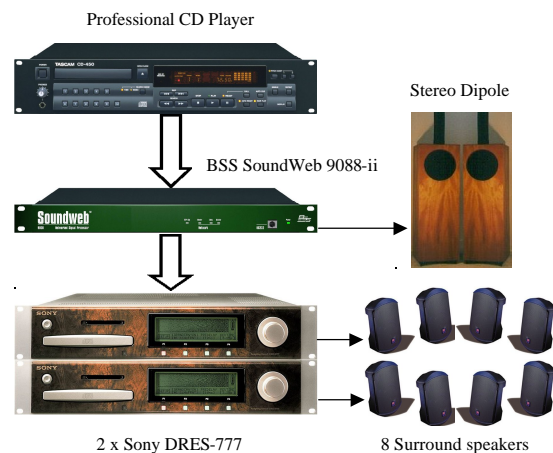 Professional CD Player
TASCAM CD-450
Stereo Dipole
BSS SoundWeb 9088-ii
Soundweb
SONY
SONY
2 x Sony DRES-777
8 Surround speakers